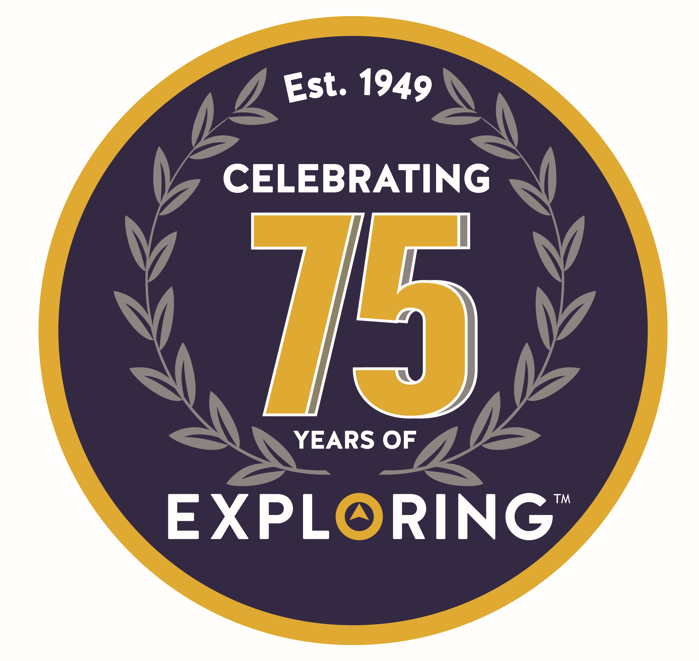 Est. 1949
CELEBRATING
75
YEARS OF
EXPLORING™